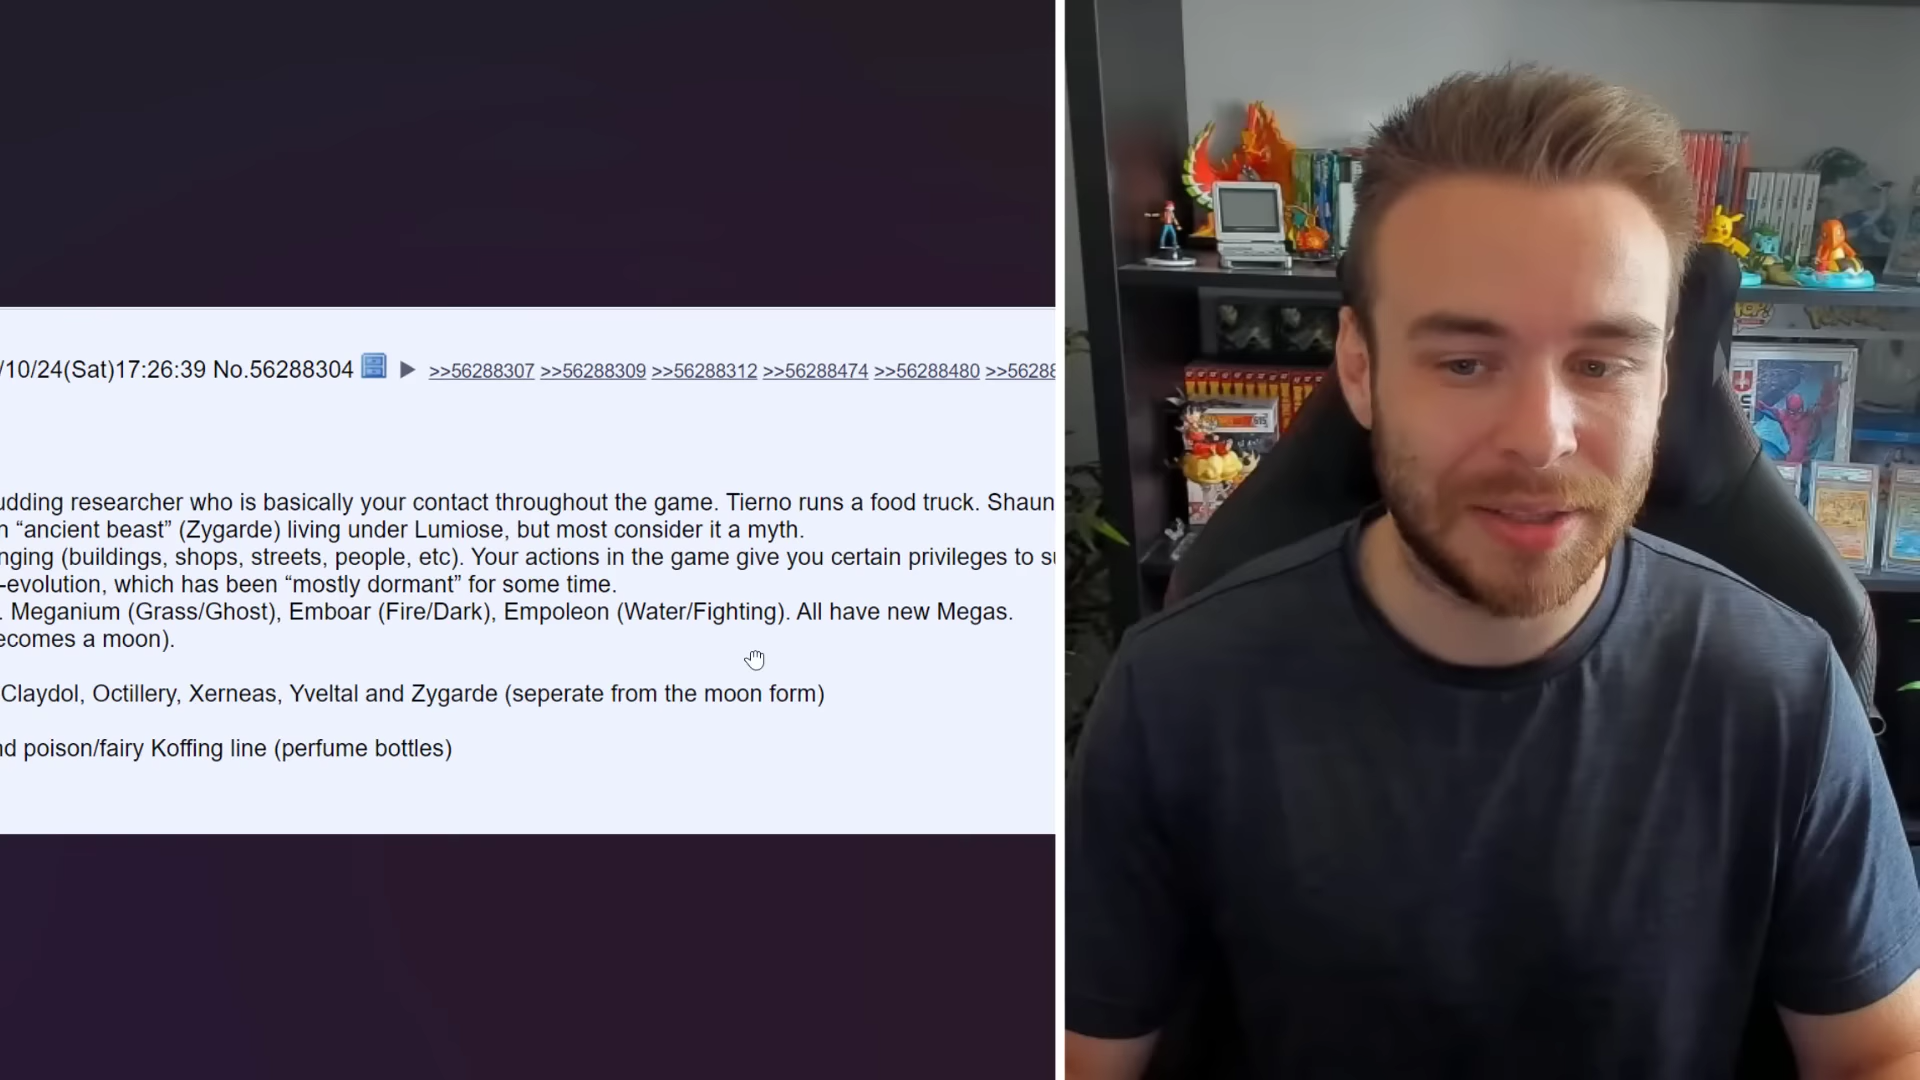 /10/24(Sat)17:26:39 No.56288304 ▶ >>56288307 >>56288309 >>56288312 >>56288474 >>56288480 >>56288
udding researcher who is basically your contact throughout the game. Tierno runs a food truck. Shaun
n “ancient beast” (Zygarde) living under Lumiose, but most consider it a myth.
nging (buildings, shops, streets, people, etc). Your actions in the game give you certain privileges to su
-evolution, which has been “mostly dormant” for some time.
. Meganium (Grass/Ghost), Emboar (Fire/Dark), Empoleon (Water/Fighting). All have new Megas.
ecomes a moon).
Claydol, Octillery, Xerneas, Yveltal and Zygarde (seperate from the moon form)
nd poison/fairy Koffing line (perfume bottles)